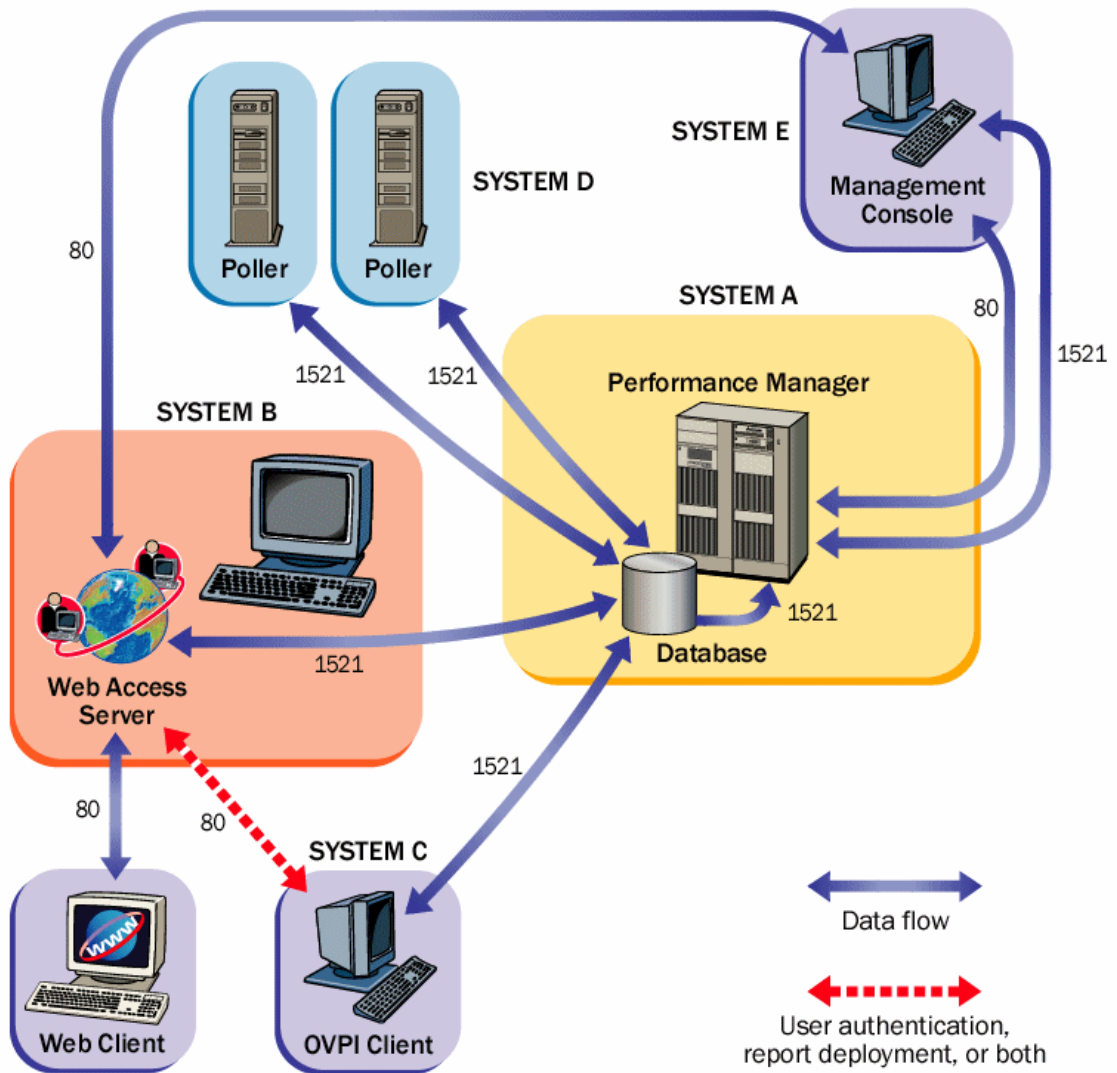 SYSTEM E
Management
Console
SYSTEM D
Poller
Poller
80
SYSTEM A
80
1521
1521
1521
Performance Manager
SYSTEM B
1521
Database
1521
Web Access
Server
1521
80
80
SYSTEM C
WWW
Web Client
OVPI Client
Data flow
User authentication,
report deployment, or both